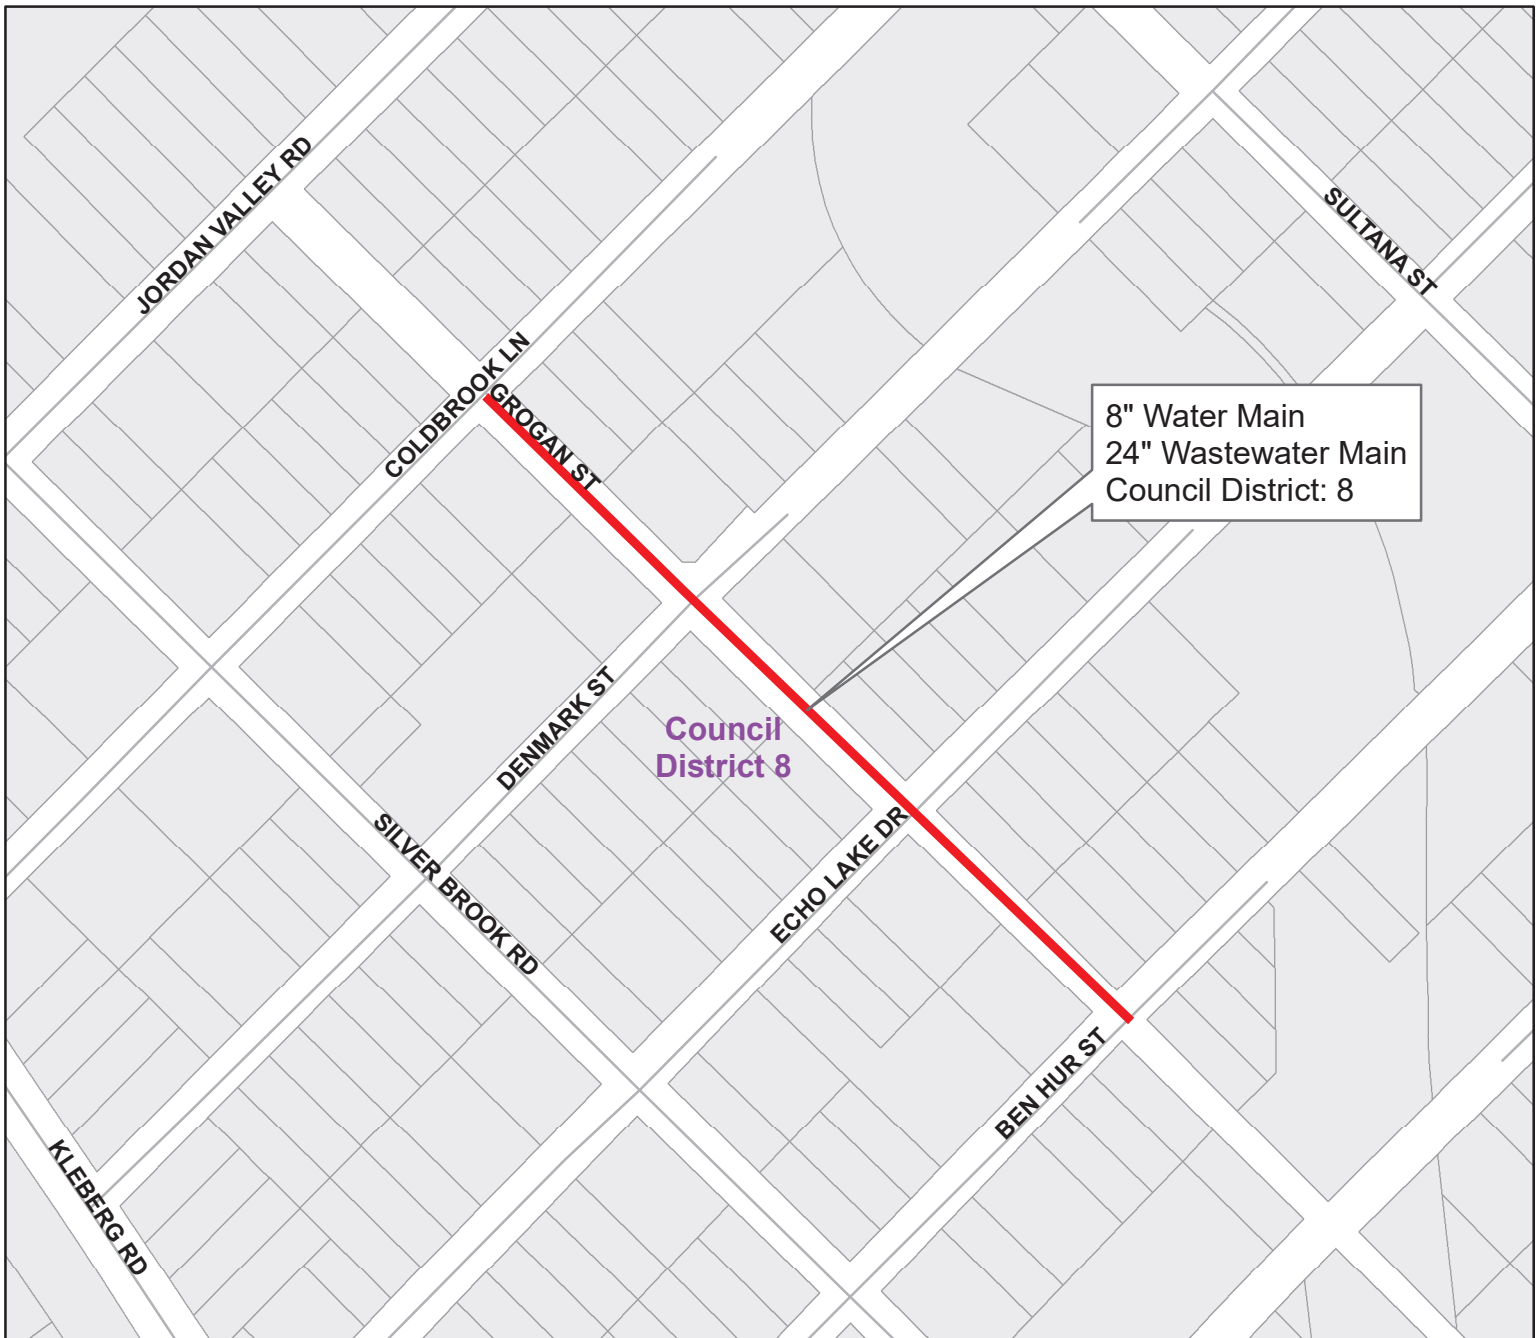 JORDAN VALLEY RD
SULTANA ST
COLDBROOK LN
GROGAN ST
8" Water Main
24" Wastewater Main
Council District: 8
DENMARK ST
Council
District 8
SILVER BROOK RD
ECHO LAKE DR
BEN HUR ST
KLEBERG RD